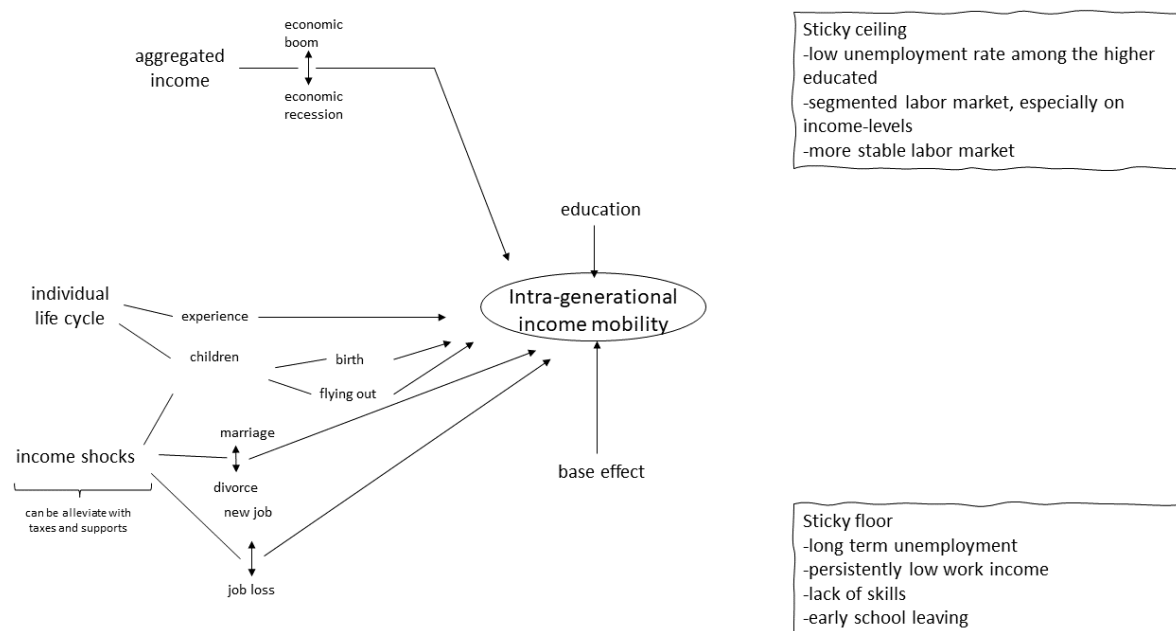 economic
boom
aggregated
income
economic
recession
Sticky ceiling
-low unemployment rate among the higher
educated
-segmented labor market, especially on
income-levels
-more stable labor market
education
Intra-generational
income mobility
individual
life cycle
experience
children
birth
flying out
marriage
income shocks
divorce
can be alleviate with
taxes and supports
new job
job loss
base effect
Sticky floor
-long term unemployment
-persistently low work income
-lack of skills
-early school leaving